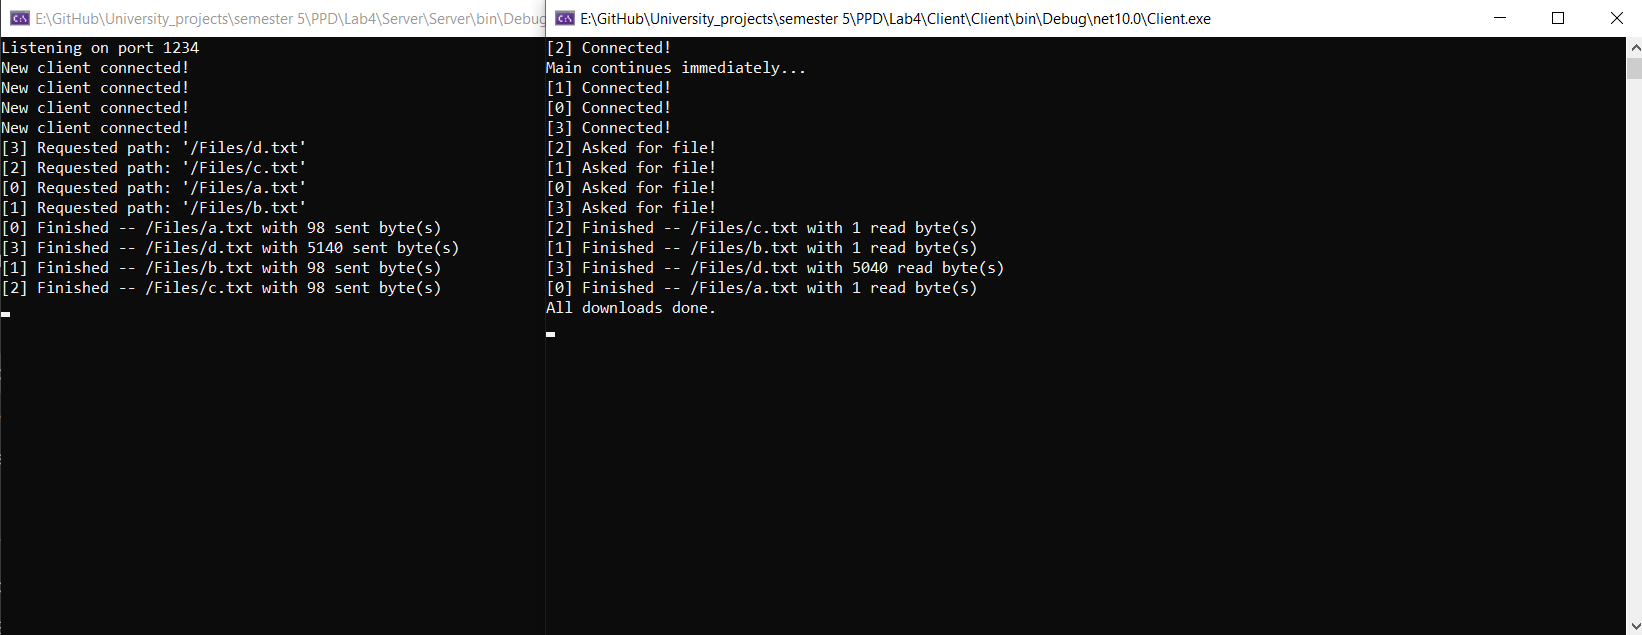 E:\GitHub\University_projects\semester 5\PPD\Lab4\Server\Server\bin\Debug
Listening on port 1234
New client connected!
New client connected!
New client connected!
New client connected!
[3] Requested path: '/Files/d.txt'
[2] Requested path: '/Files/c.txt'
[0] Requested path: '/Files/a.txt'
[1] Requested path: '/Files/b.txt'
[0] Finished -- /Files/a.txt with 98 sent byte(s)
[3] Finished -- /Files/d.txt with 5140 sent byte(s)
[1] Finished -- /Files/b.txt with 98 sent byte(s)
[2] Finished -- /Files/c.txt with 98 sent byte(s)
E:\GitHub\University_projects\semester 5\PPD\Lab4\Client\Client\bin\Debug\net10.0\Client.exe
[2] Connected!
Main continues immediately...
[1] Connected!
[0] Connected!
[3] Connected!
[2] Asked for file!
[1] Asked for file!
[0] Asked for file!
[3] Asked for file!
[2] Finished -- /Files/c.txt with 1 read byte(s)
[1] Finished -- /Files/b.txt with 1 read byte(s)
[3] Finished -- /Files/d.txt with 5040 read byte(s)
[0] Finished -- /Files/a.txt with 1 read byte(s)
All downloads done.